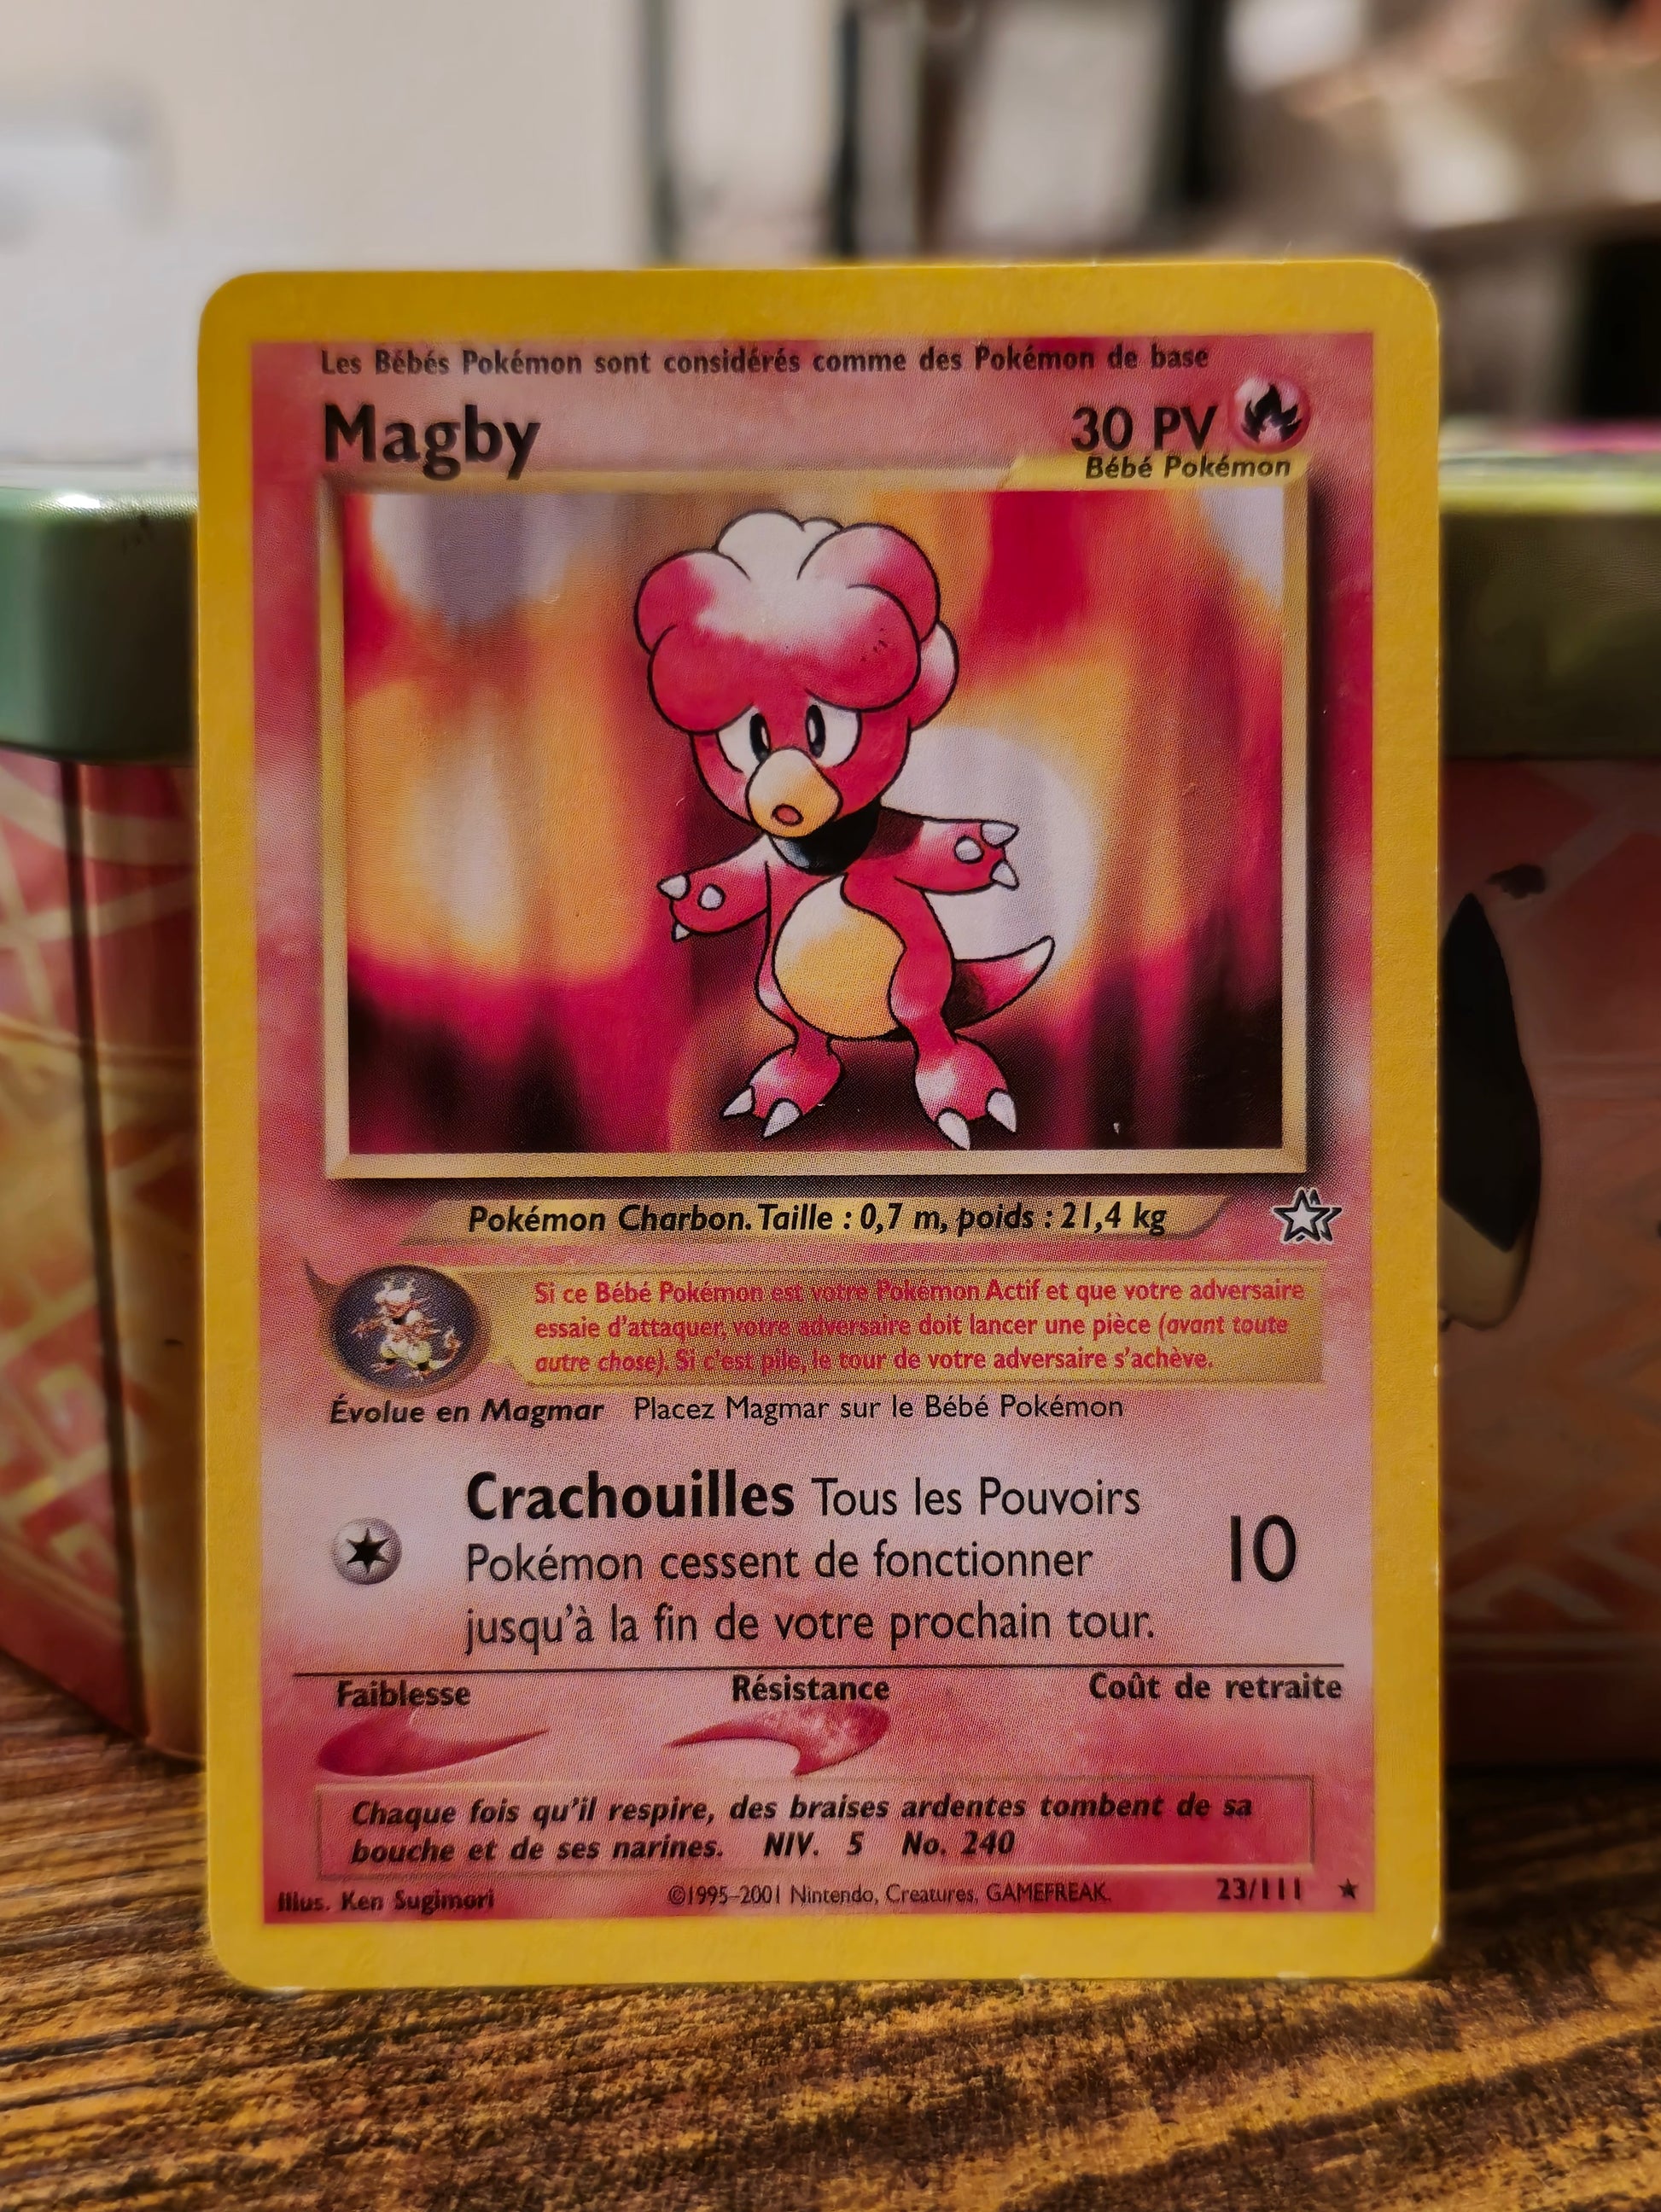 Les Bébés Pokémon sont considérés comme des Pokémon de base
Magby
30 PV
Bébé Pokémon
Pokémon Charbon. Taille : 0,7 m, poids : 21,4 kg
Si ce Bébé Pokémon est votre Pokémon Actif et que votre adversaire
essaie d'attaquer, votre adversaire doit lancer une pièce (avant toute
autre chose). Si c'est pile, le tour de votre adversaire s'achève.
Évolue en Magmar Placez Magmar sur le Bébé Pokémon
Crachouilles Tous les Pouvoirs
Pokémon cessent de fonctionner
jusqu'à la fin de votre prochain tour.
10
Faiblesse Résistance Coût de retraite
Chaque fois qu'il respire, des braises ardentes tombent de sa
bouche et de ses narines. NIV. 5 No. 240
Illus. Ken Sugimori ©1995–2001 Nintendo, Creatures, GAMEFREAK. 23/111 ★